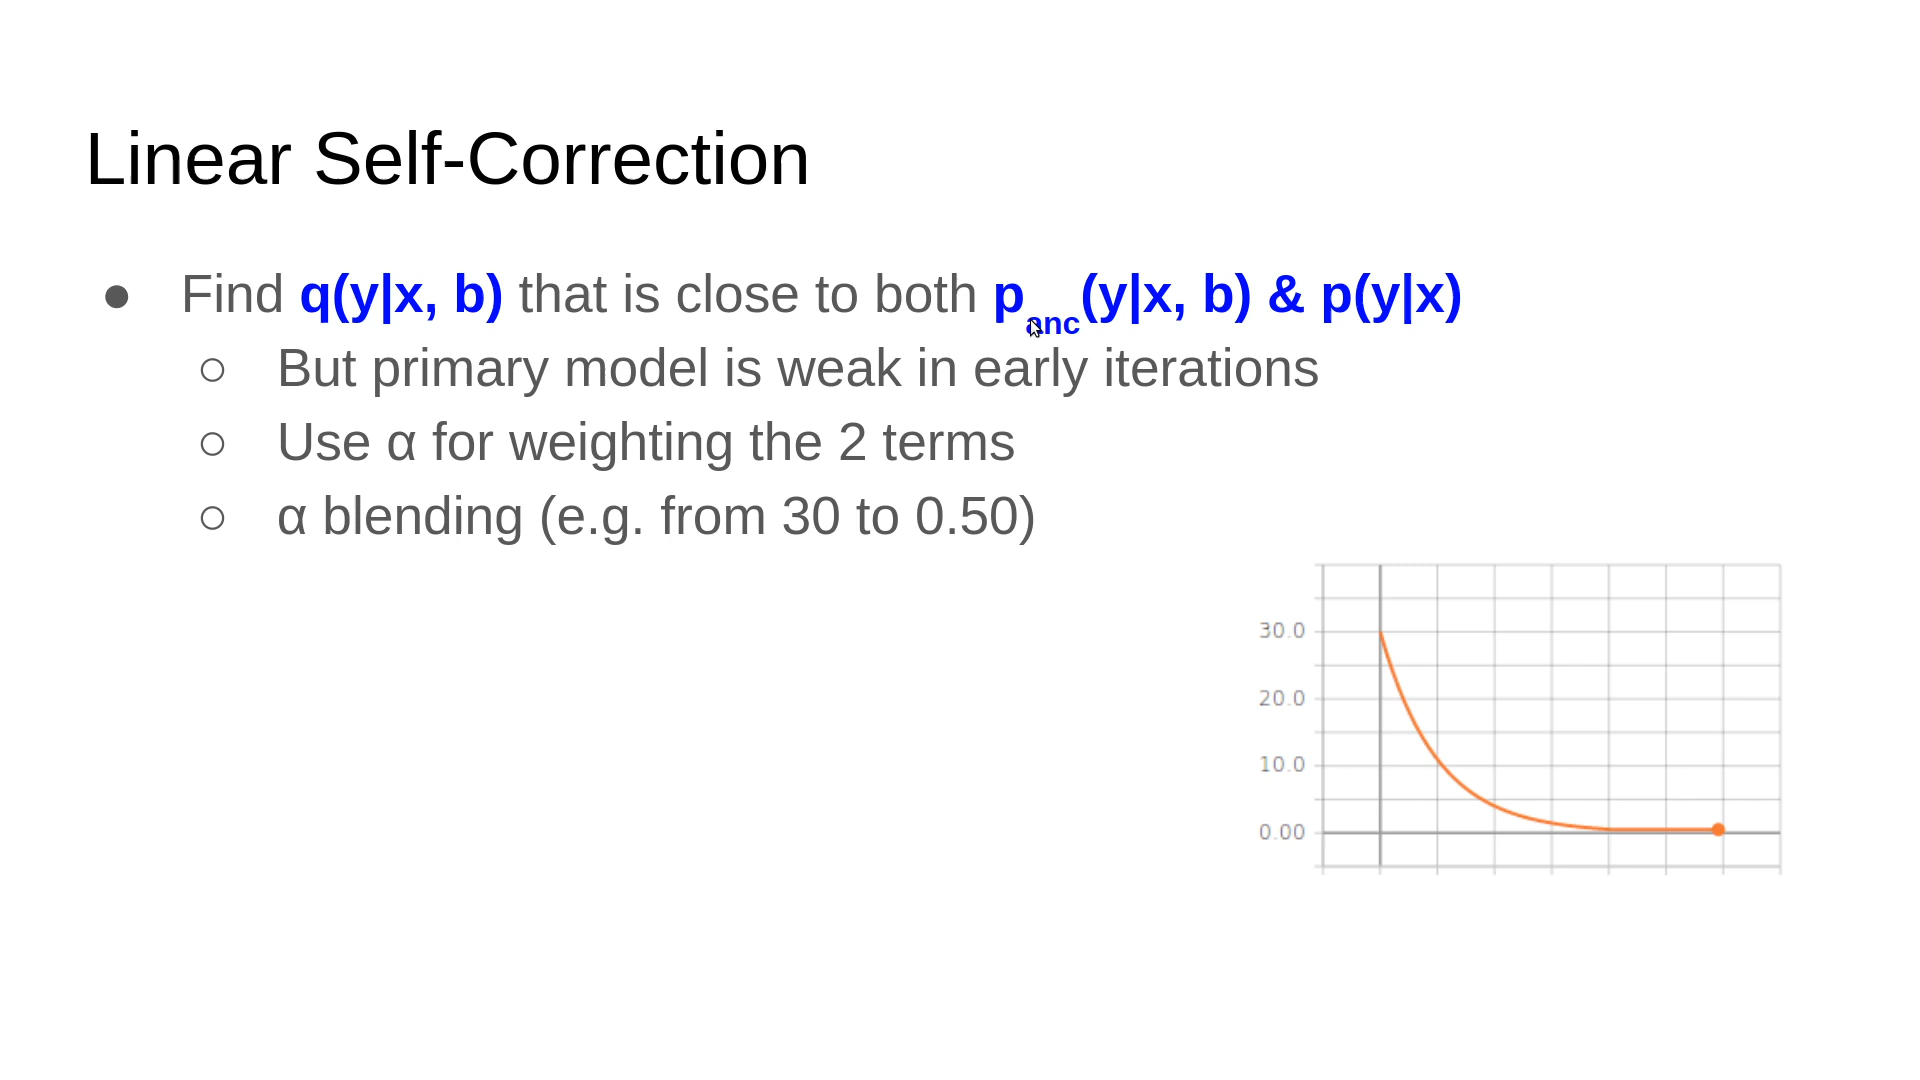 Linear Self-Correction
● Find q(y|x, b) that is close to both panc(y|x, b) & p(y|x)
○ But primary model is weak in early iterations
○ Use α for weighting the 2 terms
○ α blending (e.g. from 30 to 0.50)
30.0
20.0
10.0
0.00